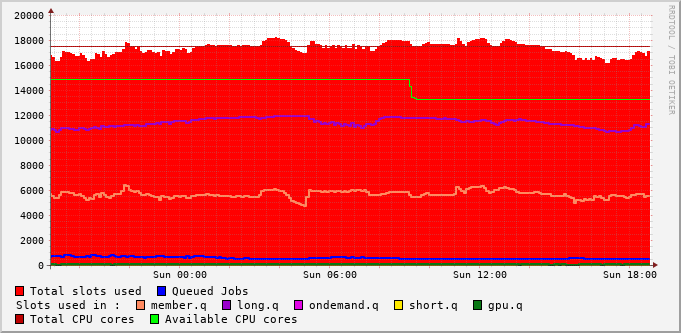 20000
18000
16000
14000
12000
10000
8000
6000
4000
2000
0
Sun 00:00 Sun 06:00 Sun 12:00 Sun 18:00
RRDTOOL / TOBI OETIKER
Total slots used Queued Jobs
Slots used in : member.q long.q ondemand.q short.q gpu.q
Total CPU cores Available CPU cores